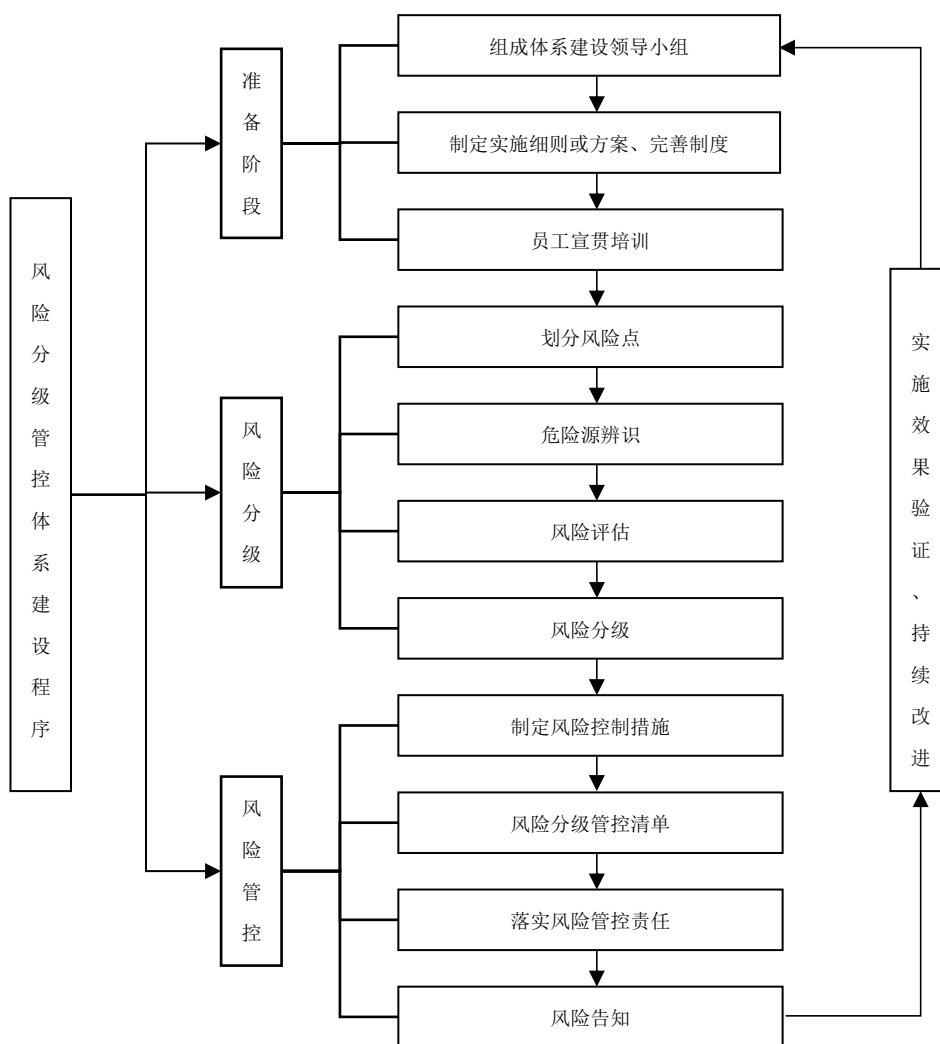 风险分级管控体系建设程序
准备阶段
组成体系建设领导小组
制定实施细则或方案、完善制度
员工宣贯培训
风险分级
划分风险点
危险源辨识
风险评估
风险分级
风险管控
制定风险控制措施
风险分级管控清单
落实风险管控责任
风险告知
实施效果验证、持续改进